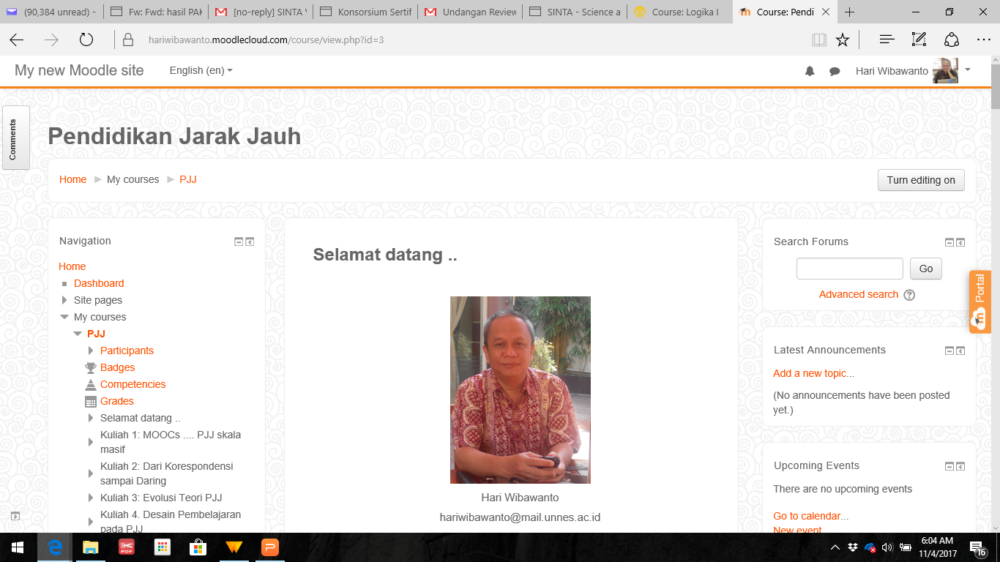 (90,384 unread) -
Fw: Fwd: hasil PAK
[no-reply] SINTA V
Konsorsium Sertif
Undangan Review
SINTA - Science a
Course: Logika I
Course: Pendi
hariwibawanto.moodlecloud.com/course/view.php?id=3
My new Moodle site
English (en)
Hari Wibawanto
Comments
Pendidikan Jarak Jauh
Home
My courses
PJJ
Turn editing on
Navigation
Home
Dashboard
Site pages
My courses
PJJ
Participants
Badges
Competencies
Grades
Selamat datang ..
Kuliah 1: MOOCs .... PJJ skala
masif
Kuliah 2: Dari Korespondensi
sampai Daring
Kuliah 3: Evolusi Teori PJJ
Kuliah 4. Desain Pembelajaran
pada PJJ
Selamat datang ..
Hari Wibawanto
hariwibawanto@mail.unnes.ac.id
Search Forums
Go
Advanced search
Portal
Latest Announcements
Add a new topic...
(No announcements have been posted
yet.)
Upcoming Events
There are no upcoming events
Go to calendar...
New event
PDF
6:04 AM
11/4/2017
16